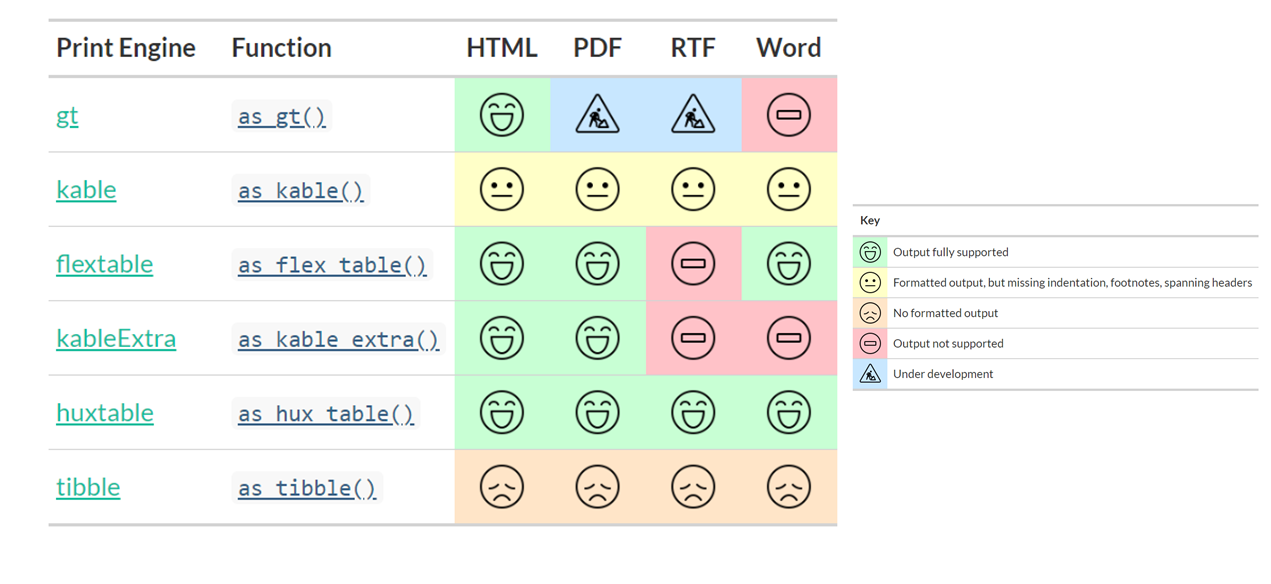 Print Engine Function HTML PDF RTF Word
gt as_gt()
kable as_kable()
flextable as_flex_table()
kableExtra as_kable_extra()
huxtable as_hux_table()
tibble as_tibble()
Key
Output fully supported
Formatted output, but missing indentation, footnotes, spanning headers
No formatted output
Output not supported
Under development